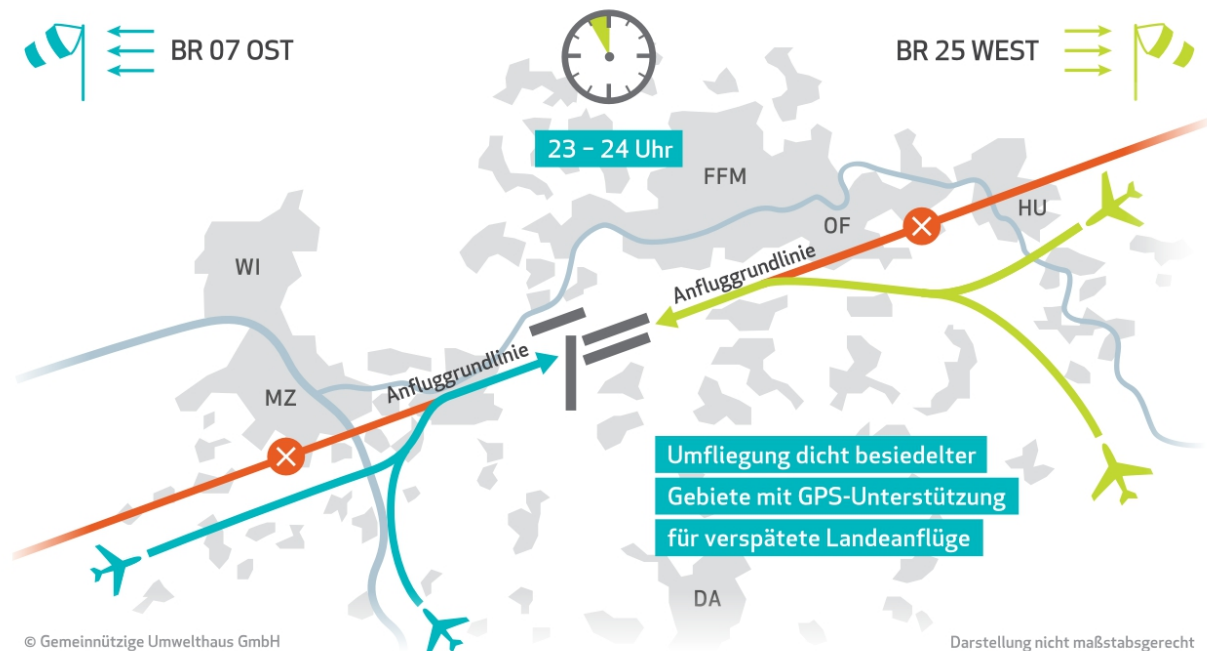 BR 07 OST
BR 25 WEST
23 – 24 Uhr
FFM
HU
OF
WI
Anfluggrundlinie
Anfluggrundlinie
MZ
Umfliegung dicht besiedelter
Gebiete mit GPS-Unterstützung
für verspätete Landeanflüge
DA
© Gemeinnützige Umwelthaus GmbH
Darstellung nicht maßstabsgerecht